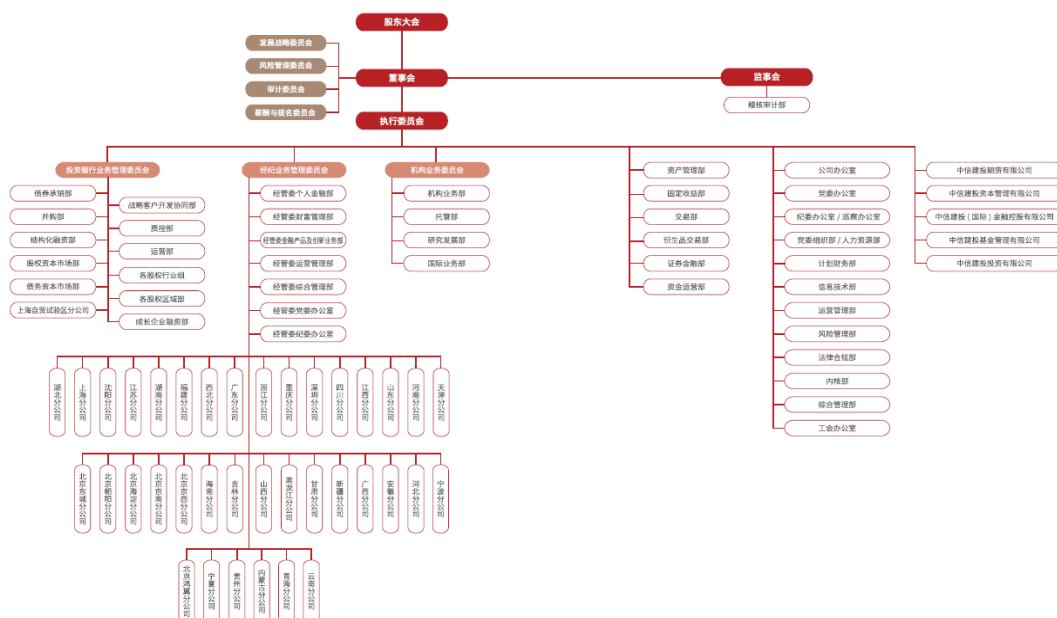 股东大会
发展战略委员会
风险管理委员会
审计委员会
薪酬与提名委员会
董事会
监事会
稽核审计部
执行委员会
投资银行业务管理委员会
债券承销部
并购部
结构化融资部
股权资本市场部
债务资本市场部
上海自贸试验区分公司
战略客户开发协同部
质控部
运营部
各股权行业组
各股权区域部
成长企业融资部
经纪业务管理委员会
经管委个人金融部
经管委财富管理部
经管委金融产品及创新业务部
经管委运营管理部
经管委综合管理部
经管委党委办公室
经管委纪委办公室
机构业务委员会
机构业务部
托管部
研究发展部
国际业务部
资产管理部
固定收益部
交易部
衍生品交易部
证券金融部
资金运营部
公司办公室
党委办公室
纪委办公室 / 巡察办公室
党委组织部 / 人力资源部
计划财务部
信息技术部
运营管理部
风险管理部
法律合规部
内核部
综合管理部
工会办公室
中信建投期货有限公司
中信建投资本管理有限公司
中信建投 ( 国际 ) 金融控股有限公司
中信建投基金管理有限公司
中信建投投资有限公司
湖北分公司
上海分公司
沈阳分公司
江苏分公司
湖南分公司
福建分公司
西北分公司
广东分公司
浙江分公司
重庆分公司
深圳分公司
四川分公司
江西分公司
山东分公司
河南分公司
天津分公司
北京东城分公司
北京朝阳分公司
北京海淀分公司
北京京南分公司
北京京西分公司
海南分公司
吉林分公司
山西分公司
黑龙江分公司
甘肃分公司
新疆分公司
广西分公司
安徽分公司
河北分公司
宁波分公司
北京鸿翼分公司
宁夏分公司
贵州分公司
内蒙古分公司
青海分公司
云南分公司